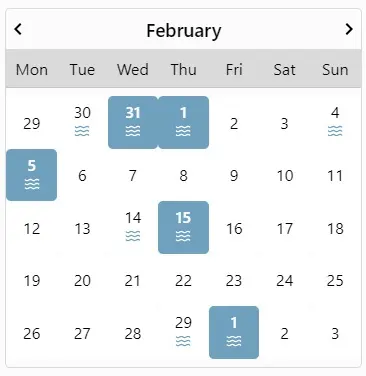 February
Mon Tue Wed Thu Fri Sat Sun
29 30 31 1 2 3 4
5 6 7 8 9 10 11
12 13 14 15 16 17 18
19 20 21 22 23 24 25
26 27 28 29 1 2 3